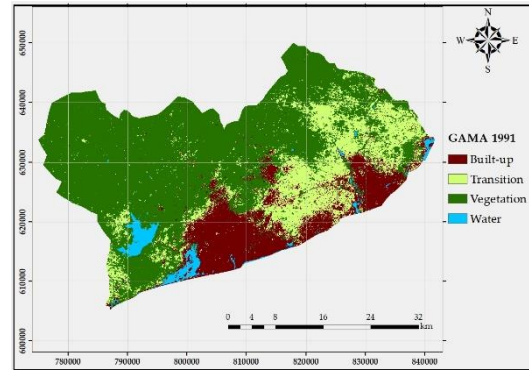 N
W E
S
GAMA 1991
Built-up
Transition
Vegetation
Water
650000
640000
630000
620000
610000
600000
0 4 8 16 24 32
km
780000 790000 800000 810000 820000 830000 840000